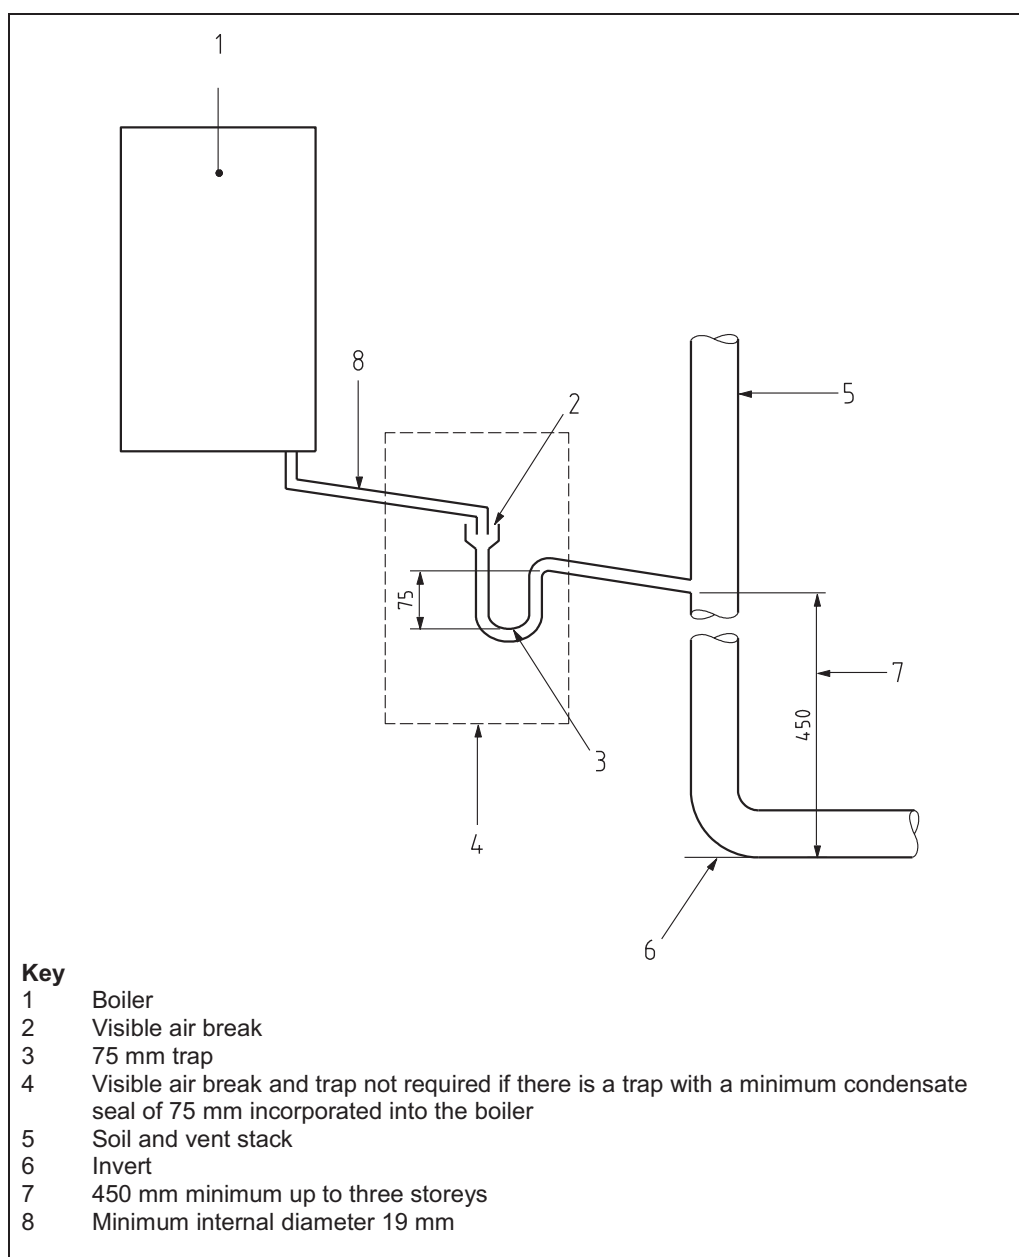 1
8
2
5
75
7
450
3
4
6
Key
1 Boiler
2 Visible air break
3 75 mm trap
4 Visible air break and trap not required if there is a trap with a minimum condensate
seal of 75 mm incorporated into the boiler
5 Soil and vent stack
6 Invert
7 450 mm minimum up to three storeys
8 Minimum internal diameter 19 mm